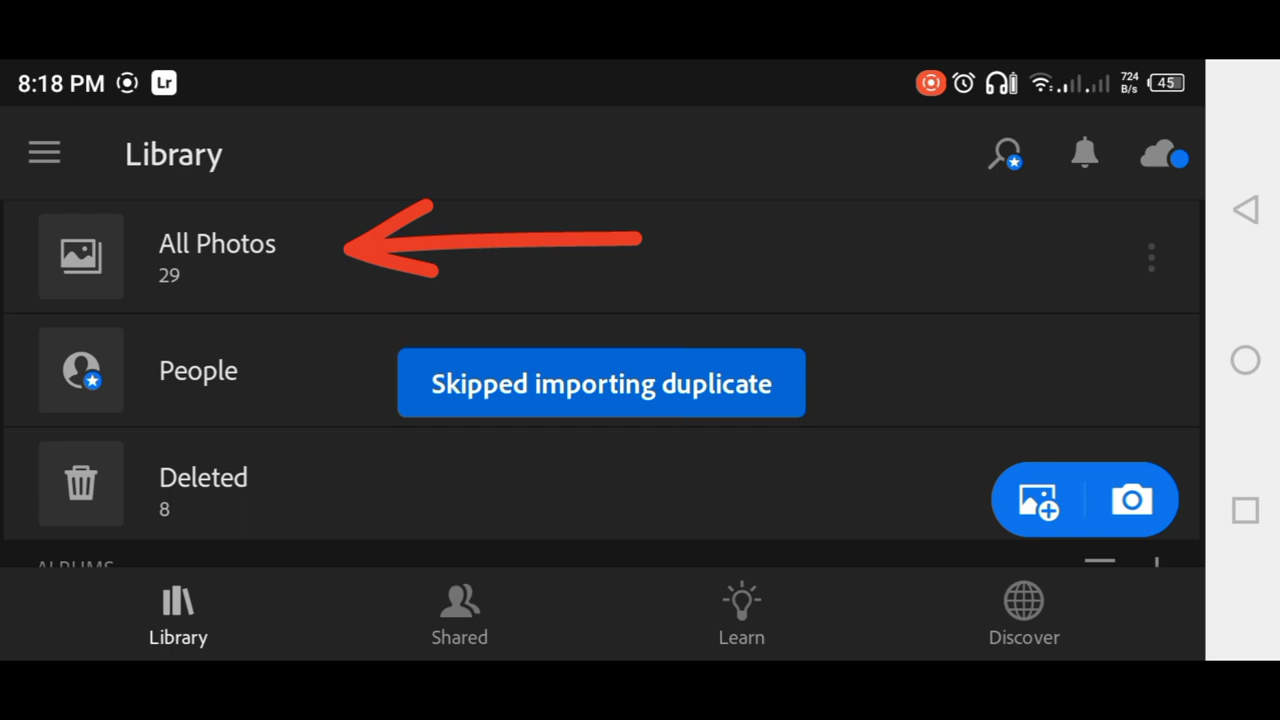 8:18 PM Lr 724 B/s 45
Library
All Photos
29
People
Skipped importing duplicate
Deleted
8
ALBUMS
Library Shared Learn Discover